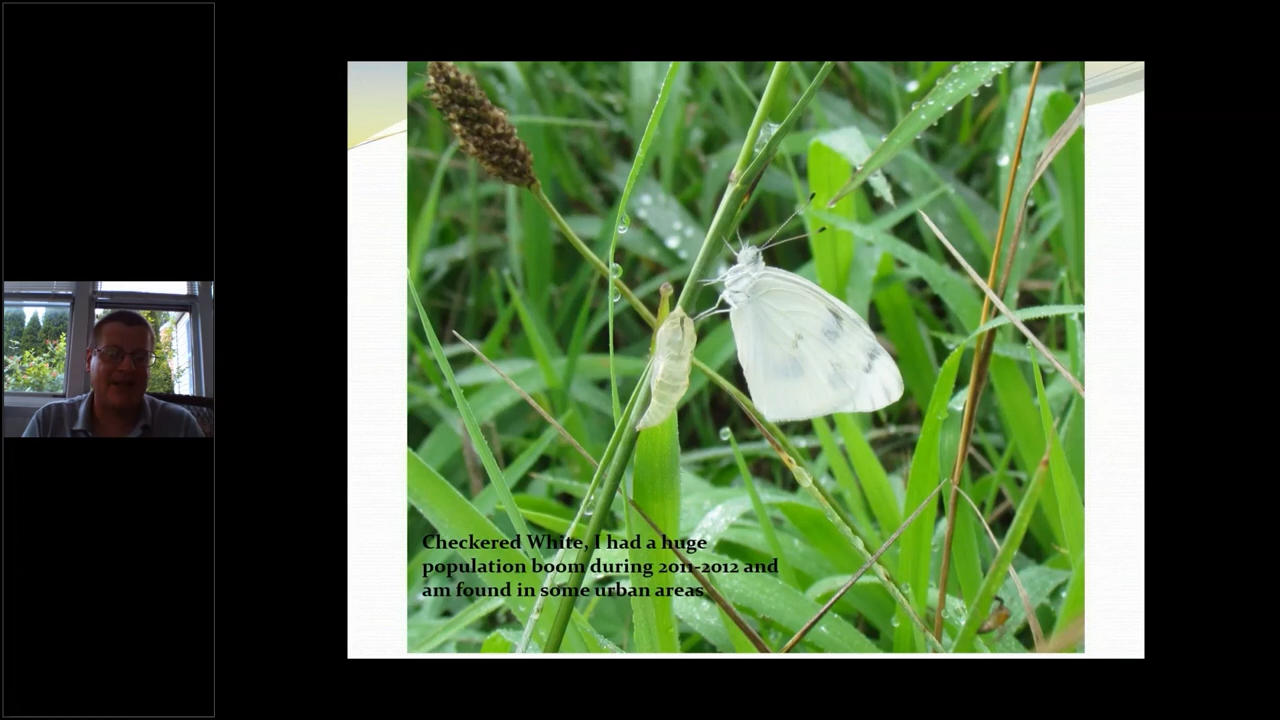 Checkered White, I had a huge
population boom during 2011-2012 and
am found in some urban areas